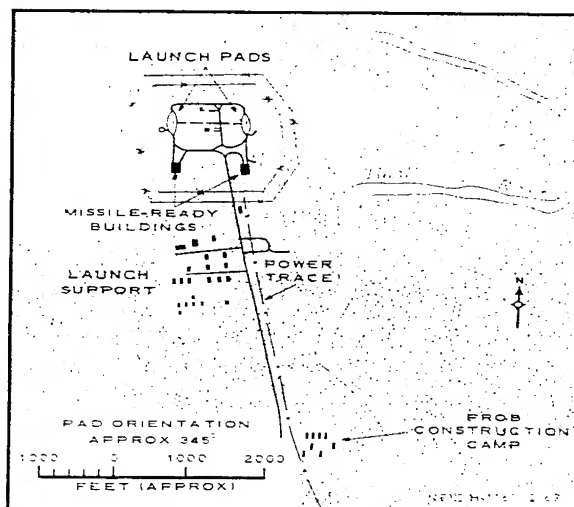 LAUNCH PADS
MISSILE-READY
BUILDINGS
LAUNCH
SUPPORT
POWER
TRACE
N
PAD ORIENTATION
APPROX 345°
PROB
CONSTRUCTION
CAMP
1000 0 1000 2000
FEET (APPROX)